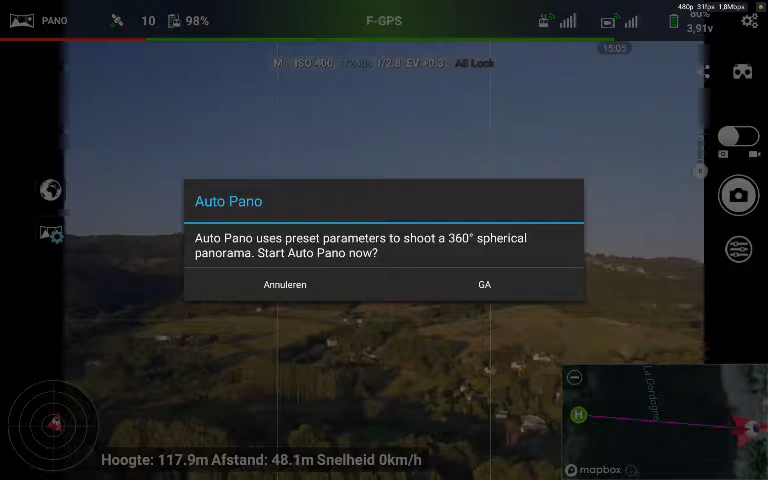 480p 31fps 1,8Mbps
PANO
10
98%
F-GPS
80%
3,91v
15:05
M ISO 400 1/240s f/2.8 EV +0.3 AE Lock
Auto Pano
Auto Pano uses preset parameters to shoot a 360° spherical
panorama. Start Auto Pano now?
Annuleren GA
La Dordogne
H
mapbox
Hoogte: 117.9m Afstand: 48.1m Snelheid 0km/h